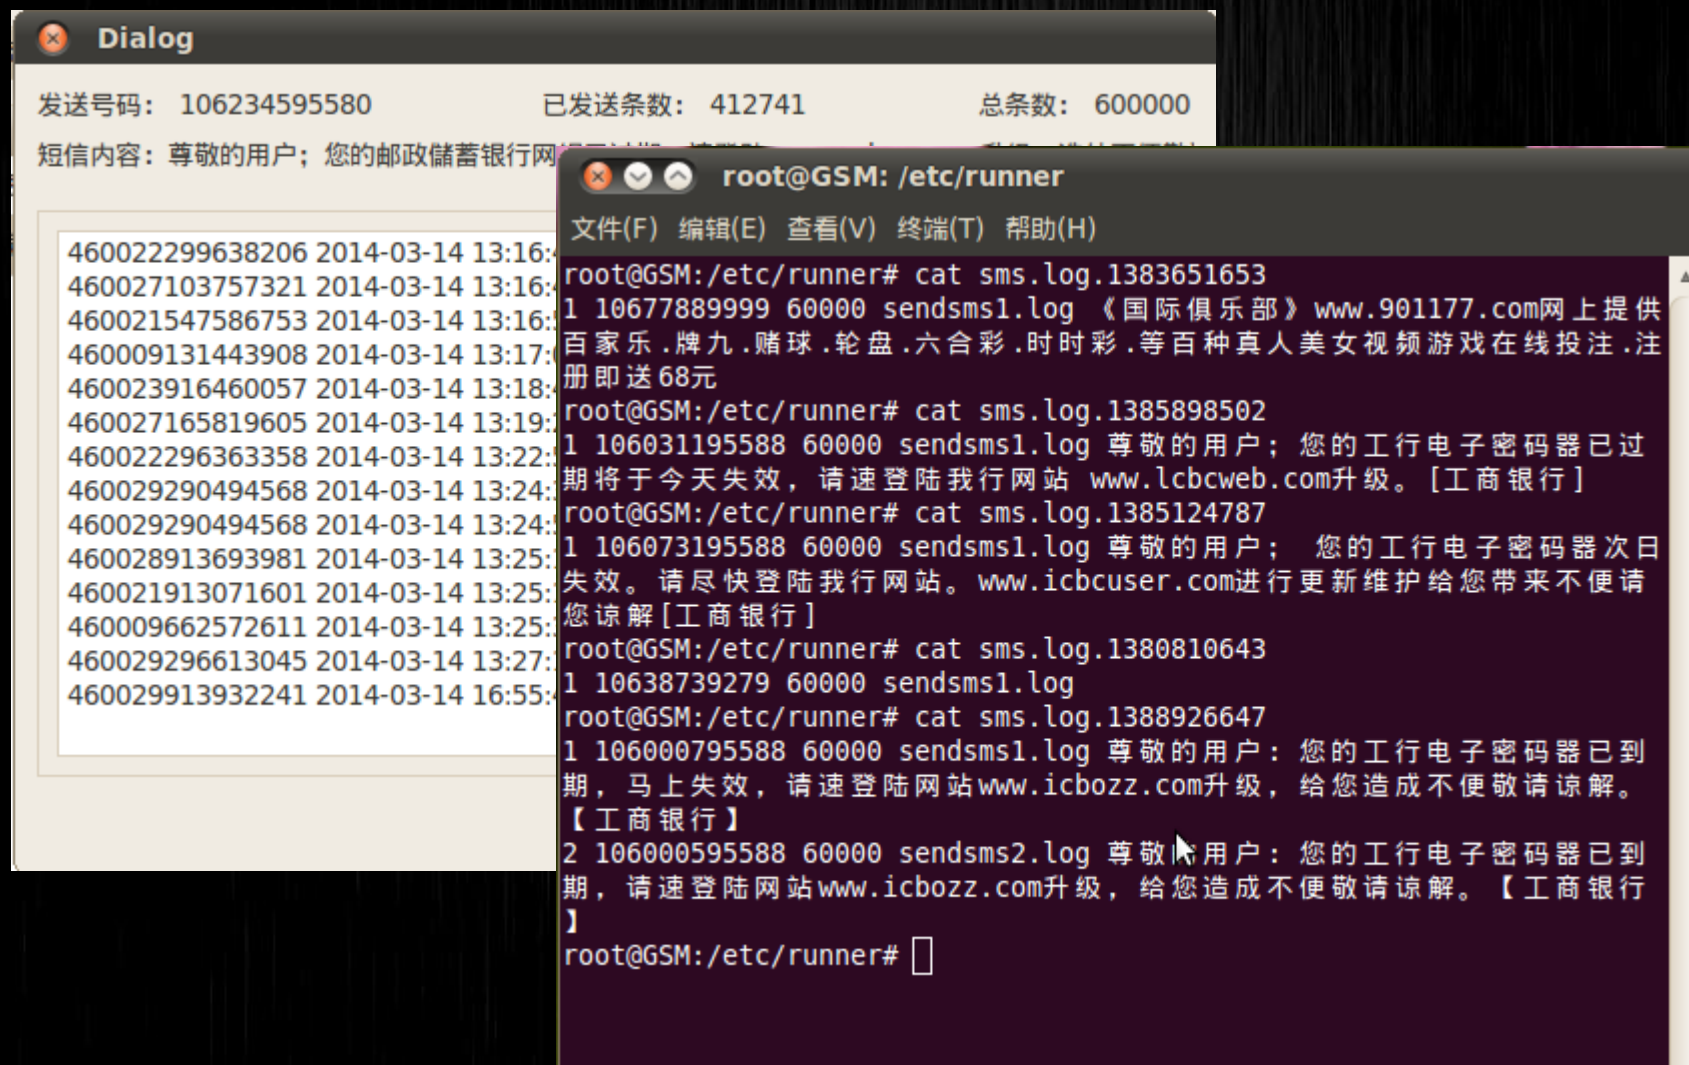 Dialog
发送号码: 106234595580 已发送条数: 412741 总条数: 600000
短信内容: 尊敬的用户；您的邮政储蓄银行网
460022299638206 2014-03-14 13:16:
460027103757321 2014-03-14 13:16:
460021547586753 2014-03-14 13:16:
460009131443908 2014-03-14 13:17:
460023916460057 2014-03-14 13:18:
460027165819605 2014-03-14 13:19:
460022296363358 2014-03-14 13:22:
460029290494568 2014-03-14 13:24:
460029290494568 2014-03-14 13:24:
460028913693981 2014-03-14 13:25:
460021913071601 2014-03-14 13:25:
460009662572611 2014-03-14 13:25:
460029296613045 2014-03-14 13:27:
460029913932241 2014-03-14 16:55:
root@GSM: /etc/runner
文件(F) 编辑(E) 查看(V) 终端(T) 帮助(H)
root@GSM:/etc/runner# cat sms.log.1383651653
1 10677889999 60000 sendsms1.log 《国际俱乐部》www.901177.com网上提供
百家乐.牌九.赌球.轮盘.六合彩.时时彩.等百种真人美女视频游戏在线投注.注
册即送68元
root@GSM:/etc/runner# cat sms.log.1385898502
1 106031195588 60000 sendsms1.log 尊敬的用户；您的工行电子密码器已过
期将于今天失效，请速登陆我行网站 www.lcbcweb.com升级。[工商银行]
root@GSM:/etc/runner# cat sms.log.1385124787
1 106073195588 60000 sendsms1.log 尊敬的用户； 您的工行电子密码器次日
失效。请尽快登陆我行网站。www.icbcuser.com进行更新维护给您带来不便请
您谅解[工商银行]
root@GSM:/etc/runner# cat sms.log.1380810643
1 10638739279 60000 sendsms1.log
root@GSM:/etc/runner# cat sms.log.1388926647
1 106000795588 60000 sendsms1.log 尊敬的用户：您的工行电子密码器已到
期，马上失效，请速登陆网站www.icbozz.com升级，给您造成不便敬请谅解。
【工商银行】
2 106000595588 60000 sendsms2.log 尊敬 用户：您的工行电子密码器已到
期，请速登陆网站www.icbozz.com升级，给您造成不便敬请谅解。【工商银行
】
root@GSM:/etc/runner#